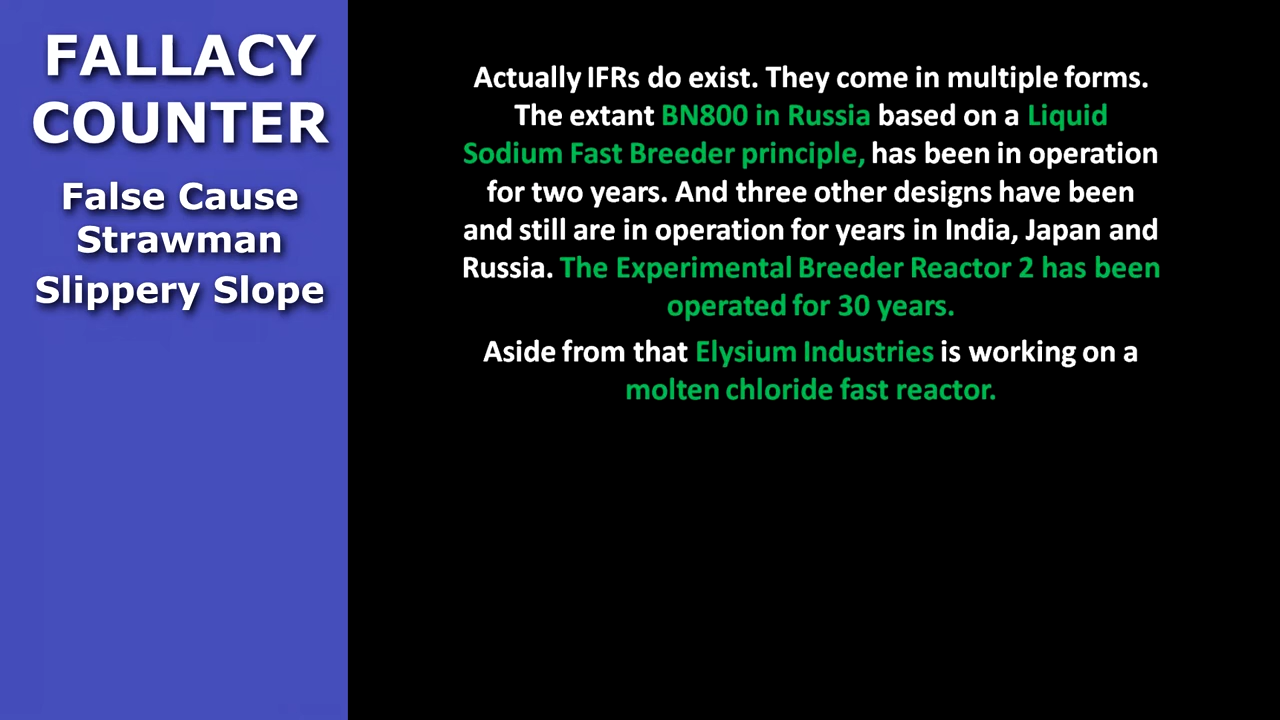 FALLACY
COUNTER
False Cause
Strawman
Slippery Slope
Actually IFRs do exist. They come in multiple forms.
The extant BN800 in Russia based on a Liquid
Sodium Fast Breeder principle, has been in operation
for two years. And three other designs have been
and still are in operation for years in India, Japan and
Russia. The Experimental Breeder Reactor 2 has been
operated for 30 years.
Aside from that Elysium Industries is working on a
molten chloride fast reactor.